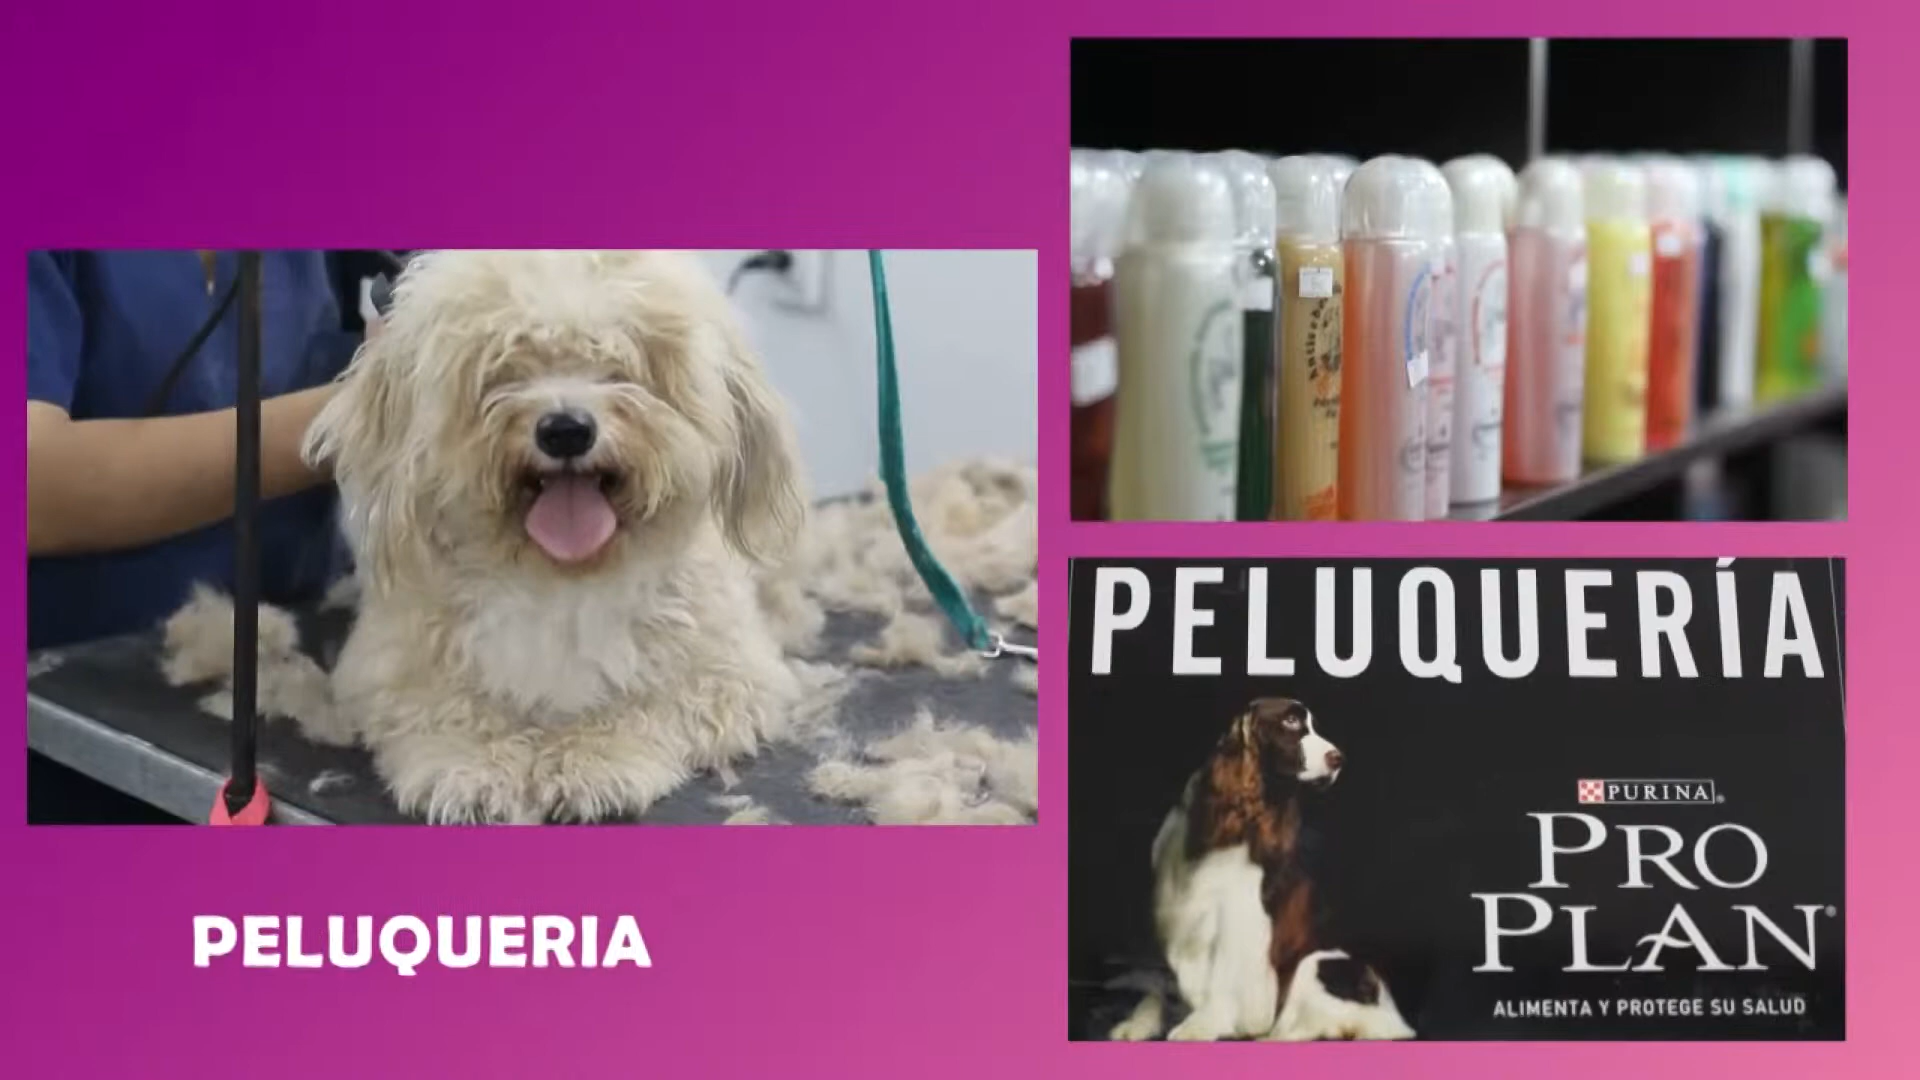 PELUQUERIA
PELUQUERÍA
PURINA®
PRO
PLAN®
ALIMENTA Y PROTEGE SU SALUD